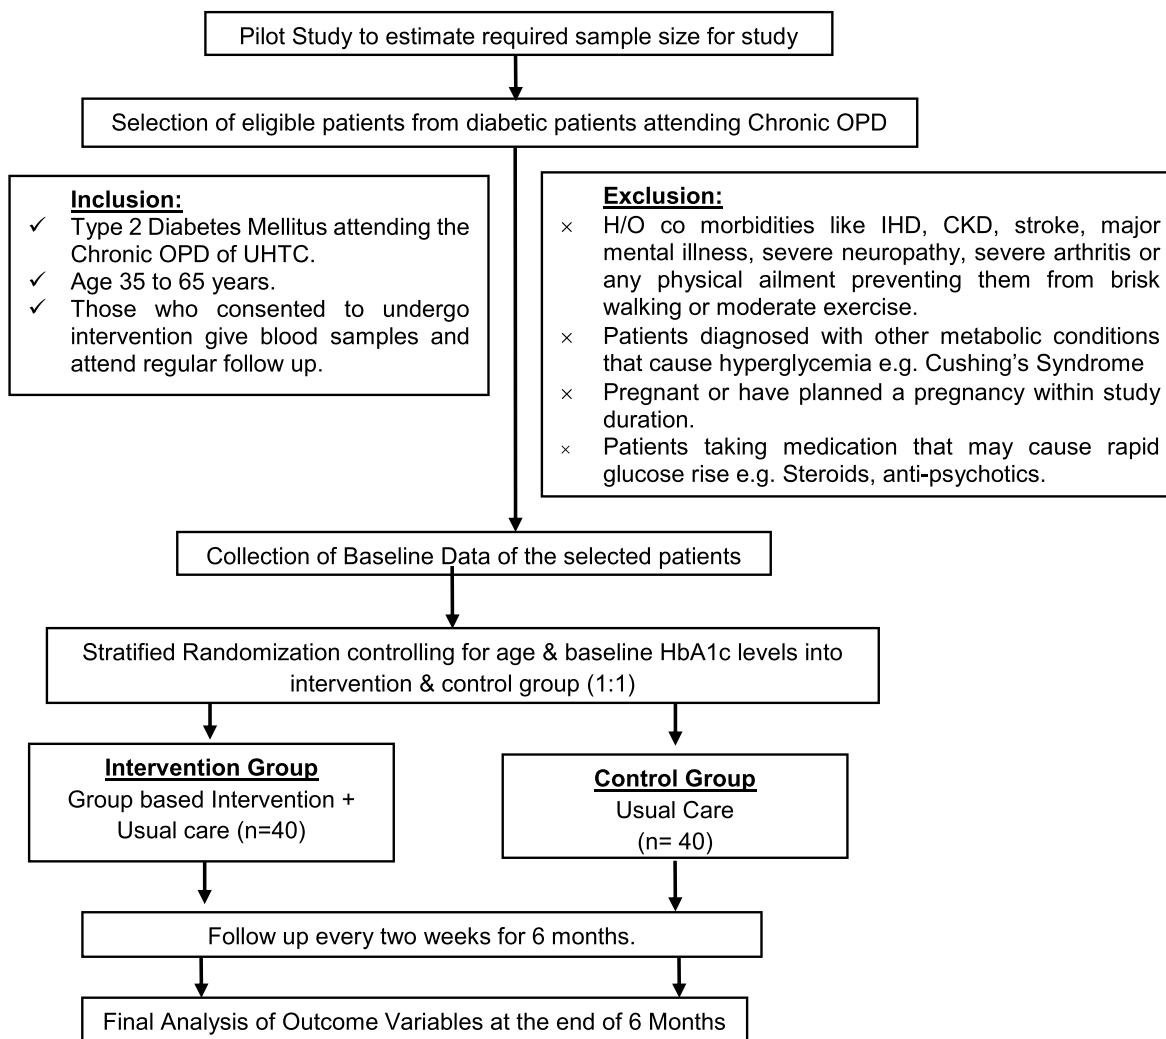 Pilot Study to estimate required sample size for study
Selection of eligible patients from diabetic patients attending Chronic OPD
Inclusion:
✓ Type 2 Diabetes Mellitus attending the
Chronic OPD of UHTC.
✓ Age 35 to 65 years.
✓ Those who consented to undergo
intervention give blood samples and
attend regular follow up.
Exclusion:
× H/O co morbidities like IHD, CKD, stroke, major
mental illness, severe neuropathy, severe arthritis or
any physical ailment preventing them from brisk
walking or moderate exercise.
× Patients diagnosed with other metabolic conditions
that cause hyperglycemia e.g. Cushing's Syndrome
× Pregnant or have planned a pregnancy within study
duration.
× Patients taking medication that may cause rapid
glucose rise e.g. Steroids, anti-psychotics.
Collection of Baseline Data of the selected patients
Stratified Randomization controlling for age & baseline HbA1c levels into
intervention & control group (1:1)
Intervention Group
Group based Intervention +
Usual care (n=40)
Control Group
Usual Care
(n= 40)
Follow up every two weeks for 6 months.
Final Analysis of Outcome Variables at the end of 6 Months